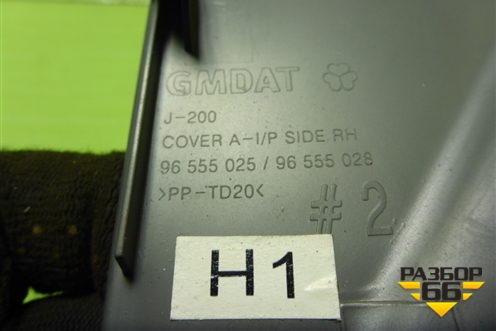 GMDAT
J-200
COVER A-I/P SIDE RH
96 555 025 / 96 555 028
>PP-TD20<
#2
H1
РАЗБОР
66